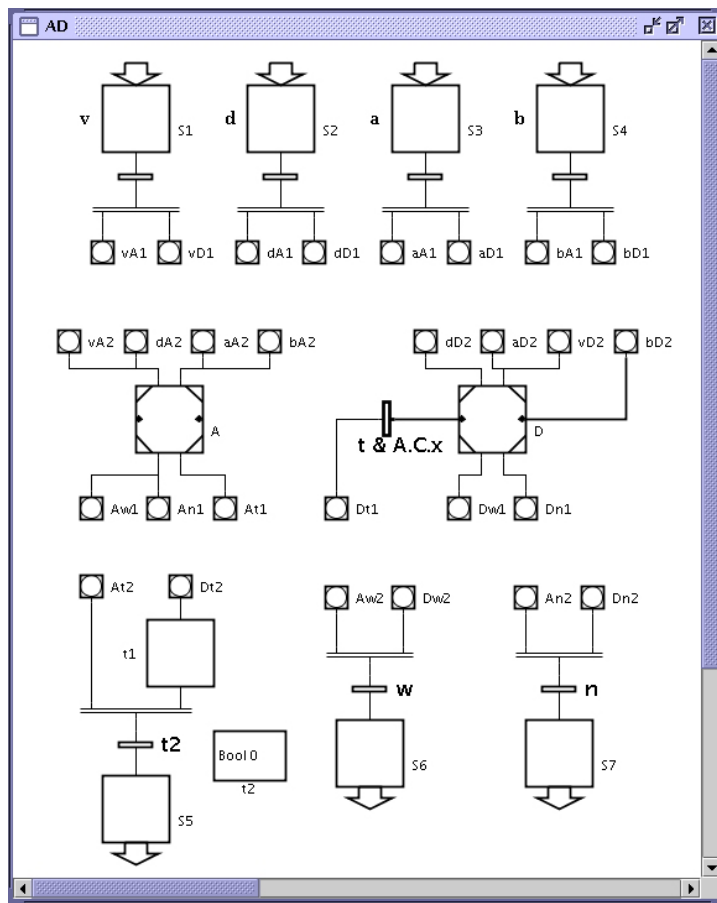 AD
v S1 d S2 a S3 b S4
vA1 vD1 dA1 dD1 aA1 aD1 bA1 bD1
vA2 dA2 aA2 bA2 dD2 aD2 vD2 bD2
A D
t & A.C.x
Aw1 An1 At1 Dt1 Dw1 Dn1
At2 Dt2 Aw2 Dw2 An2 Dn2
t1
w n
t2
Bool 0
S6 S7
t2
S5